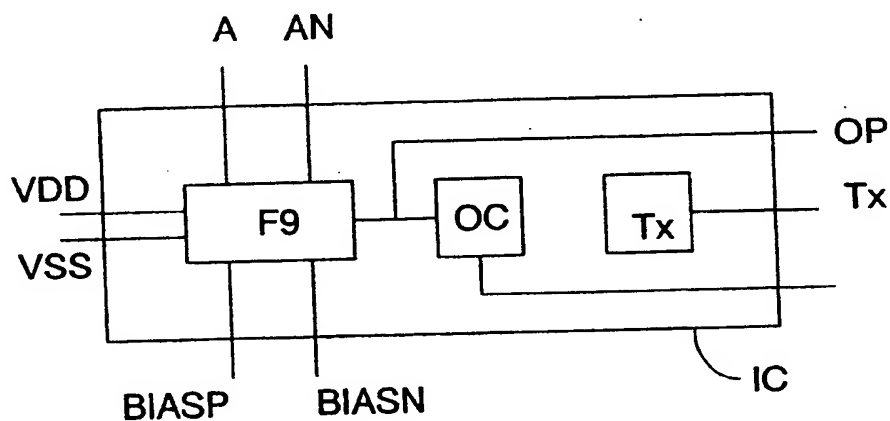 A AN
OP
VDD
F9
OC
Tx
Tx
VSS
IC
BIASP
BIASN